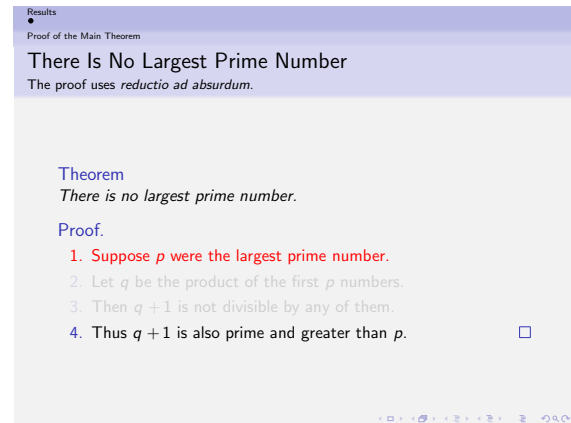 Results
Proof of the Main Theorem
There Is No Largest Prime Number
The proof uses reductio ad absurdum.
Theorem
There is no largest prime number.
Proof.
1. Suppose p were the largest prime number.
2. Let q be the product of the first p numbers.
3. Then q + 1 is not divisible by any of them.
4. Thus q + 1 is also prime and greater than p.